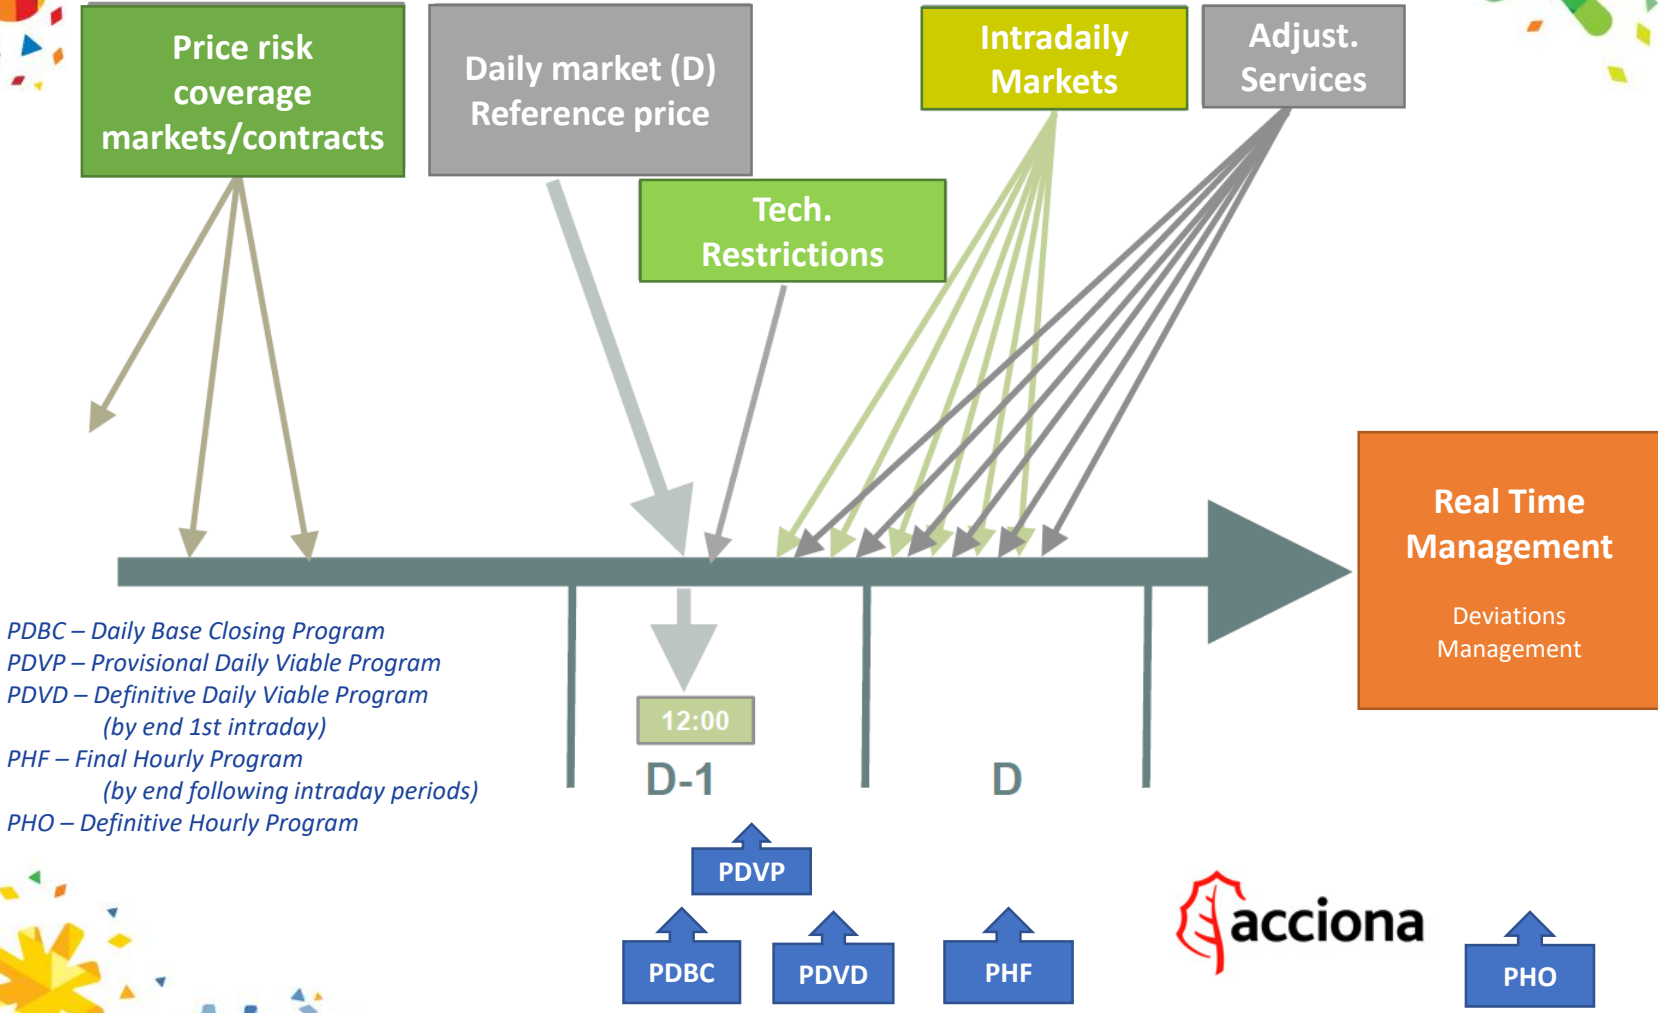 Price risk
coverage
markets/contracts
Daily market (D)
Reference price
Intradaily
Markets
Adjust.
Services
Tech.
Restrictions
Real Time
Management
Deviations
Management
PDBC – Daily Base Closing Program
PDVP – Provisional Daily Viable Program
PDVD – Definitive Daily Viable Program
(by end 1st intraday)
PHF – Final Hourly Program
(by end following intraday periods)
PHO – Definitive Hourly Program
12:00
D-1
D
PDVP
PDBC
PDVD
PHF
acciona
PHO